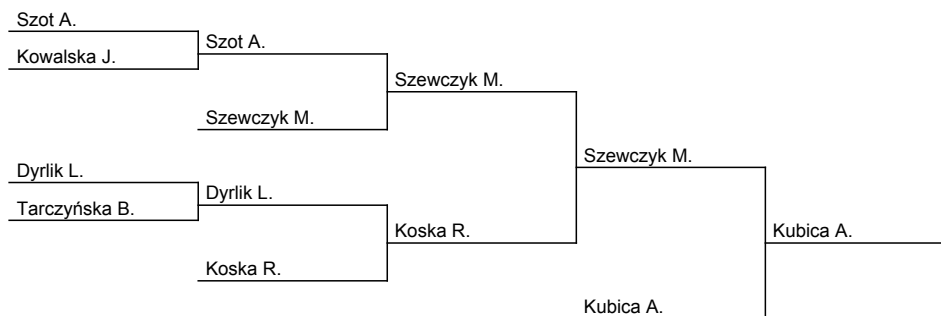 Szot A.
Kowalska J.
Szot A.
Szewczyk M.
Szewczyk M.
Dyrlik L.
Tarczyńska B.
Dyrlik L.
Koska R.
Koska R.
Szewczyk M.
Kubica A.
Kubica A.